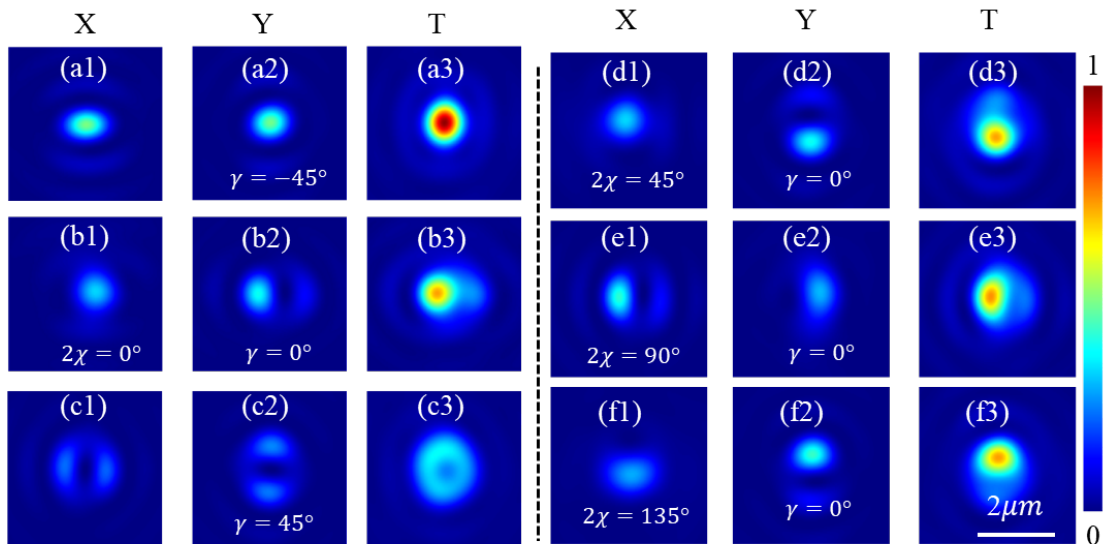 X Y T X Y T
(a1) (a2) (a3) (d1) (d2) (d3) 1
γ = −45° 2χ = 45° γ = 0°
(b1) (b2) (b3) (e1) (e2) (e3)
2χ = 0° γ = 0° 2χ = 90° γ = 0°
(c1) (c2) (c3) (f1) (f2) (f3)
γ = 45° 2χ = 135° γ = 0° 2μm
0